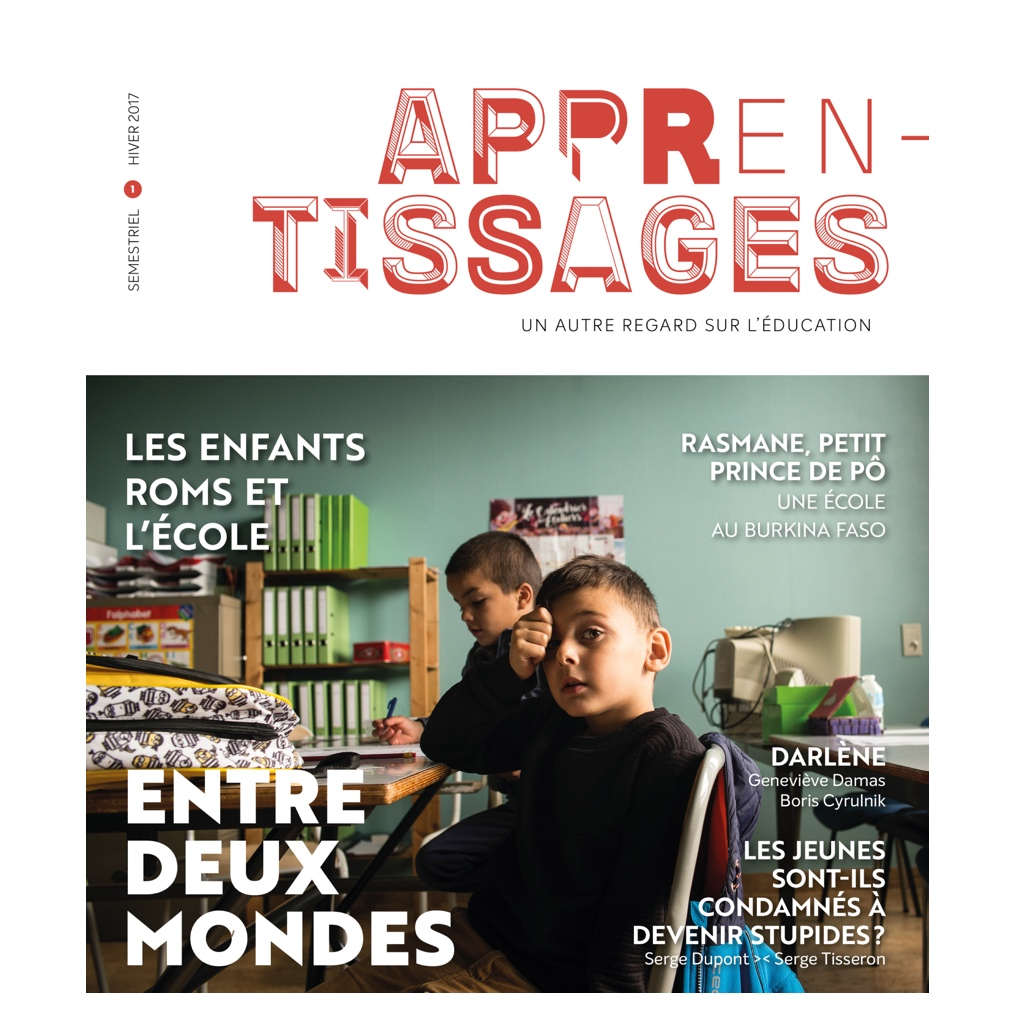 SEMESTRIEL 1 HIVER 2017
APPREN-
TISSAGES
UN AUTRE REGARD SUR L'ÉDUCATION
LES ENFANTS
ROMS ET
L'ÉCOLE
RASMANE, PETIT
PRINCE DE PÔ
UNE ÉCOLE
AU BURKINA FASO
Le Calendrier
l'alphabet
DARLÈNE
Geneviève Damas
Boris Cyrulnik
ENTRE
DEUX
MONDES
LES JEUNES
SONT-ILS
CONDAMNÉS À
DEVENIR STUPIDES ?
Serge Dupont >< Serge Tisseron